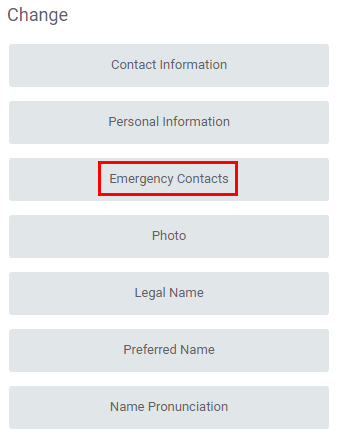 Change
Contact Information
Personal Information
Emergency Contacts
Photo
Legal Name
Preferred Name
Name Pronunciation